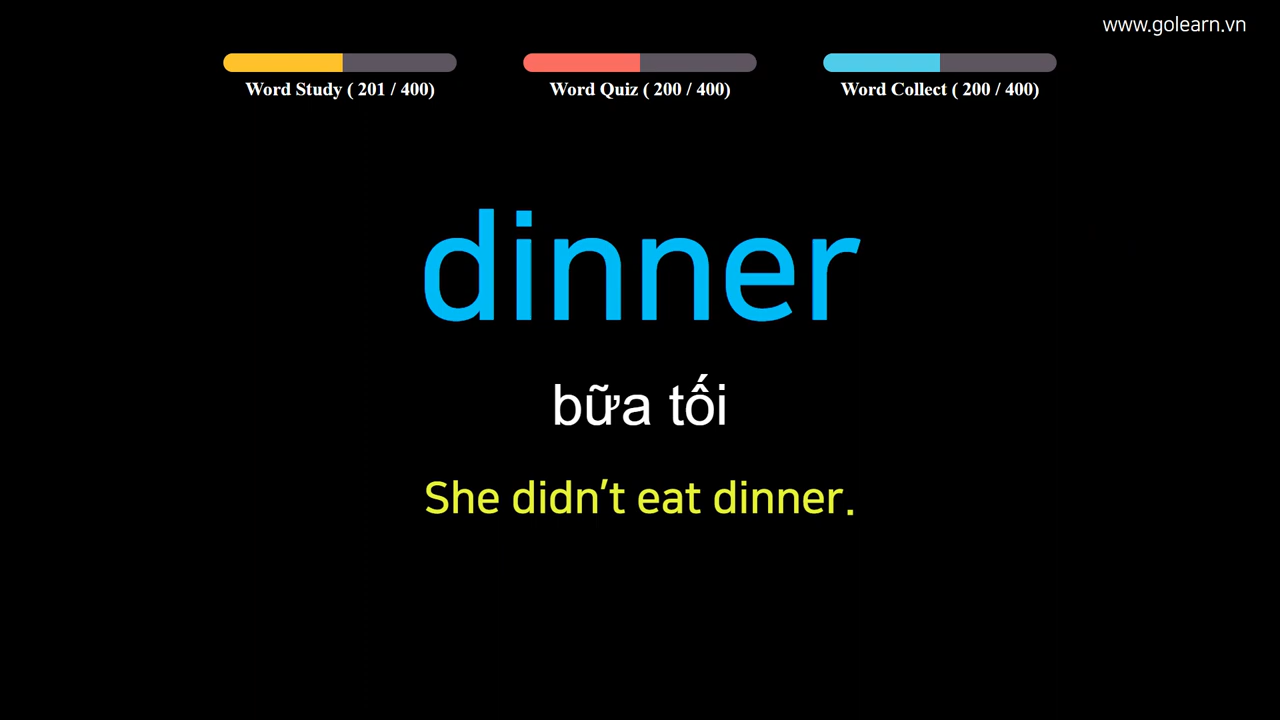 www.golearn.vn
Word Study ( 201 / 400)
Word Quiz ( 200 / 400)
Word Collect ( 200 / 400)
dinner
bữa tối
She didn’t eat dinner.